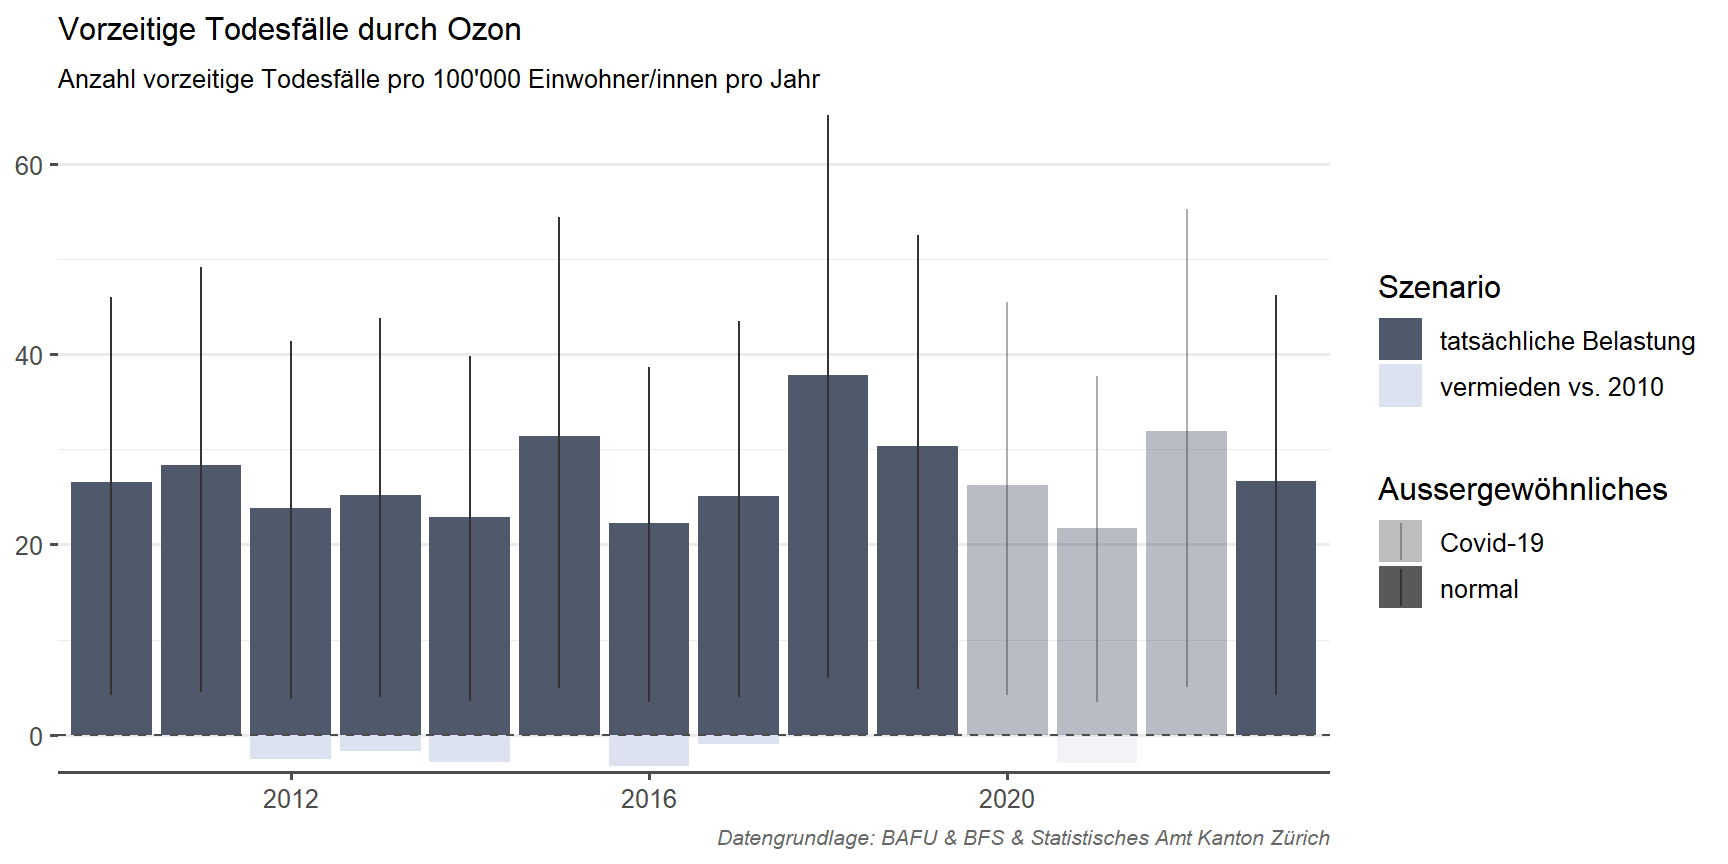 Vorzeitige Todesfälle durch Ozon
Anzahl vorzeitige Todesfälle pro 100'000 Einwohner/innen pro Jahr
60
40
20
0
2012
2016
2020
Szenario
tatsächliche Belastung
vermieden vs. 2010
Aussergewöhnliches
Covid-19
normal
Datengrundlage: BAFU & BFS & Statistisches Amt Kanton Zürich